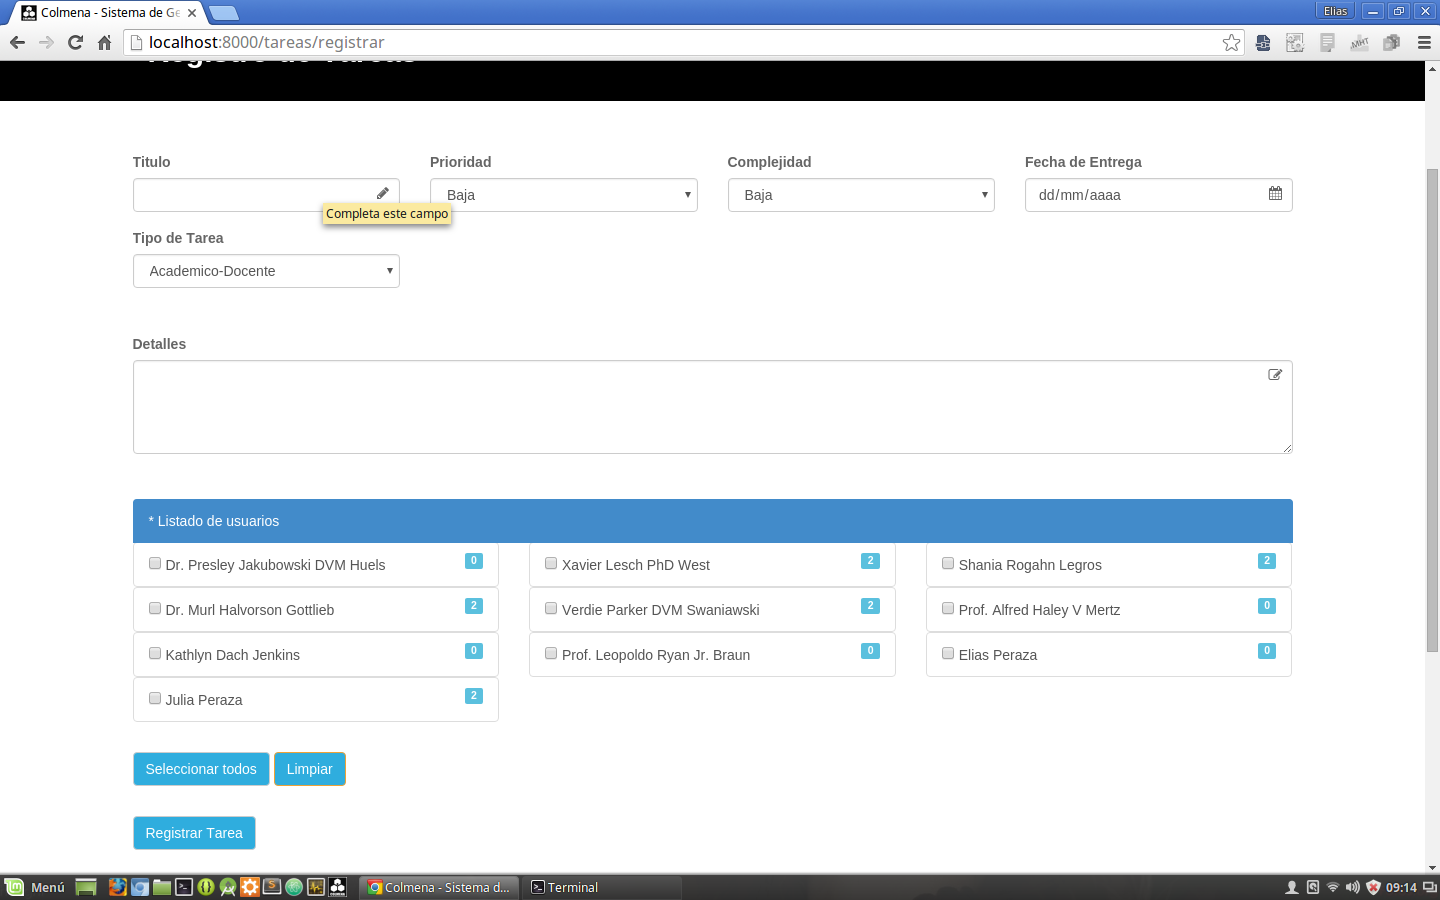 Colmena - Sistema de Ge
Elias
localhost:8000/tareas/registrar
MHT
Registro de Tareas
Titulo
Prioridad
Complejidad
Fecha de Entrega
Baja
Baja
dd/mm/aaaa
Completa este campo
Tipo de Tarea
Academico-Docente
Detalles
* Listado de usuarios
Dr. Presley Jakubowski DVM Huels 0
Xavier Lesch PhD West 2
Shania Rogahn Legros 2
Dr. Murl Halvorson Gottlieb 2
Verdie Parker DVM Swaniawski 2
Prof. Alfred Haley V Mertz 0
Kathlyn Dach Jenkins 0
Prof. Leopoldo Ryan Jr. Braun 0
Elias Peraza 0
Julia Peraza 2
Seleccionar todos
Limpiar
Registrar Tarea
Menú
Colmena - Sistema d...
Terminal
09:14